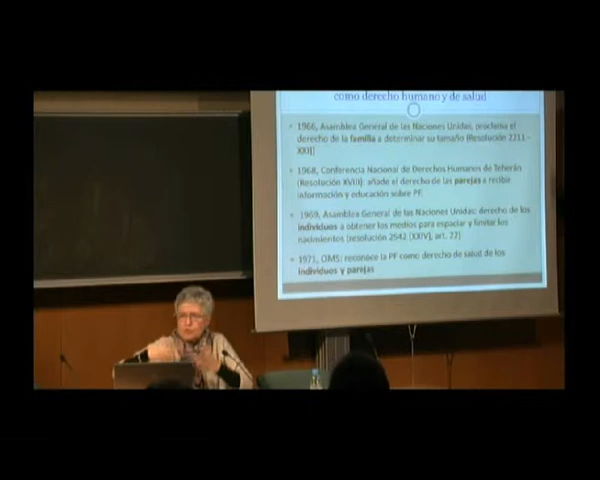 como derecho humano y de salud
1966, Asamblea General de las Naciones Unidas, proclama el
derecho de la familia a determinar su tamaño (Resolución 2211 -
XXI)]
1968, Conferencia Nacional de Derechos Humanos de Teherán
(Resolución XVIII): añade el derecho de las parejas a recibir
información y educación sobre PF.
1969, Asamblea General de las Naciones Unidas: derecho de los
individuos a obtener los medios para espaciar y limitar los
nacimientos (resolución 2542 [XXIV], art. 22)
1971, OMS: reconoce la PF como derecho de salud de los
individuos y parejas